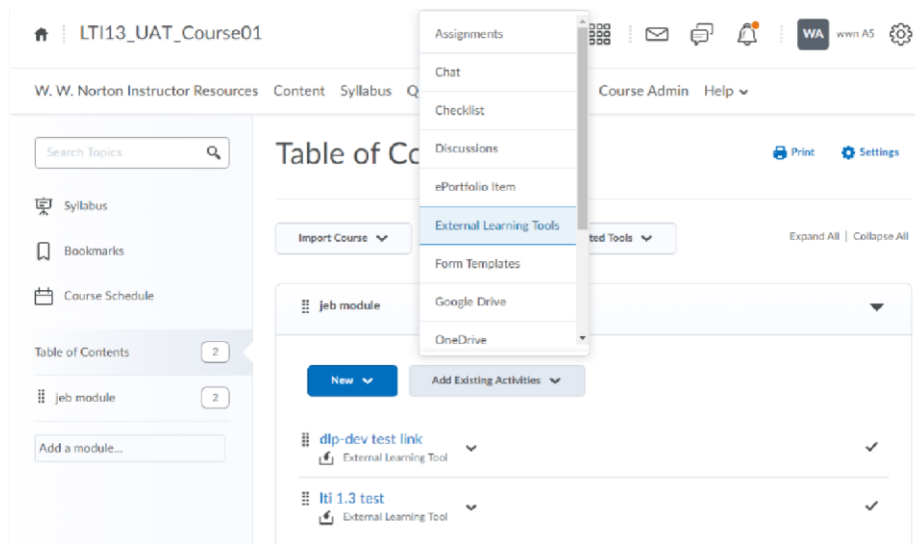 LTI13_UAT_Course01
WA
wwn A5
W. W. Norton Instructor Resources
Content
Syllabus
Course Admin
Help
Assignments
Chat
Checklist
Discussions
ePortfolio Item
External Learning Tools
Form Templates
Google Drive
OneDrive
Search Topics
Syllabus
Bookmarks
Course Schedule
Table of Contents
2
jeb module
2
Add a module...
Table of Co
Print
Settings
Import Course
ted Tools
Expand All | Collapse All
jeb module
New
Add Existing Activities
dlp-dev test link
External Learning Tool
lti 1.3 test
External Learning Tool